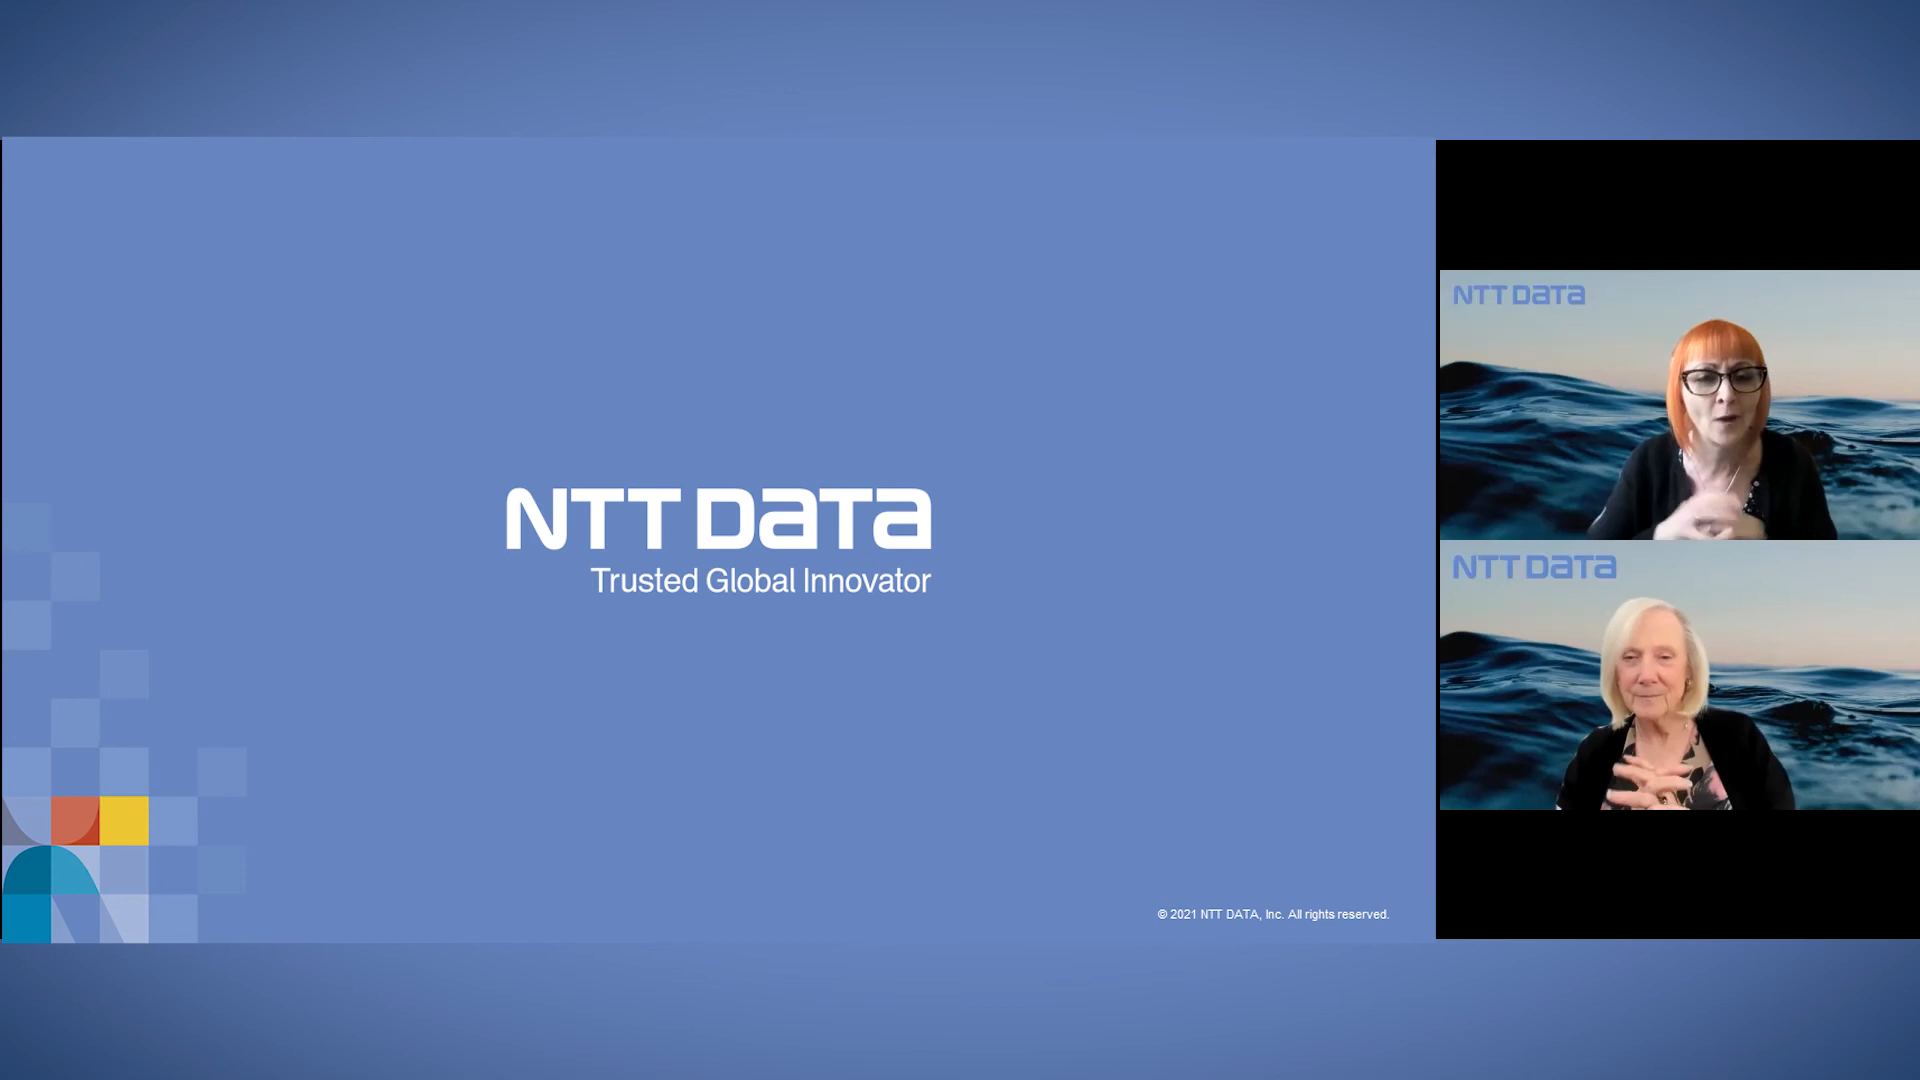 NTT DATA
Trusted Global Innovator
© 2021 NTT DATA, Inc. All rights reserved.
NTT DATA
NTT DATA